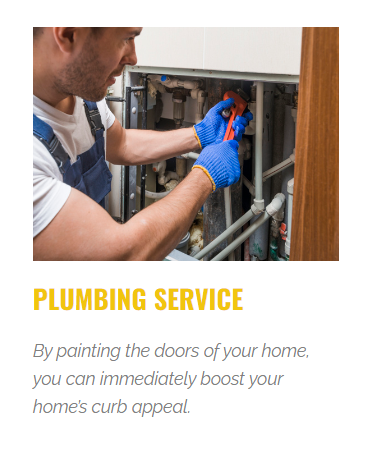 PLUMBING SERVICE
By painting the doors of your home,
you can immediately boost your
home’s curb appeal.